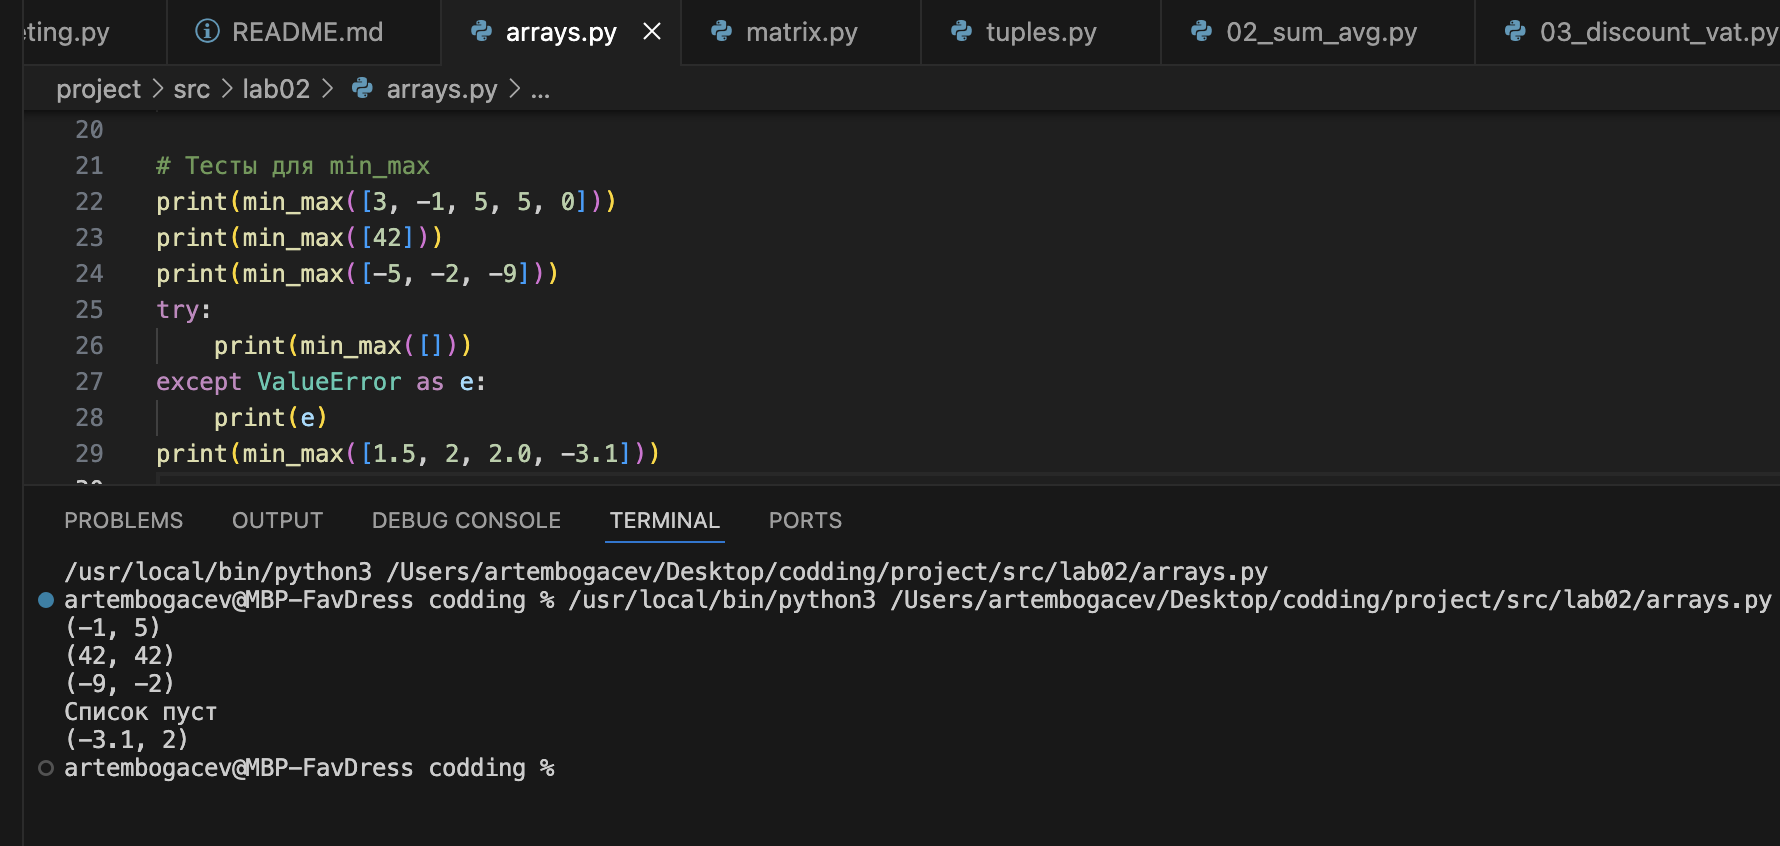 ting.py README.md arrays.py matrix.py tuples.py 02_sum_avg.py 03_discount_vat.py
project > src > lab02 > arrays.py > ...
20
21 # Тесты для min_max
22 print(min_max([3, -1, 5, 5, 0]))
23 print(min_max([42]))
24 print(min_max([-5, -2, -9]))
25 try:
26     print(min_max([]))
27 except ValueError as e:
28     print(e)
29 print(min_max([1.5, 2, 2.0, -3.1]))
30
PROBLEMS OUTPUT DEBUG CONSOLE TERMINAL PORTS
/usr/local/bin/python3 /Users/artembogacev/Desktop/codding/project/src/lab02/arrays.py
artembogacev@MBP-FavDress codding % /usr/local/bin/python3 /Users/artembogacev/Desktop/codding/project/src/lab02/arrays.py
(-1, 5)
(42, 42)
(-9, -2)
Список пуст
(-3.1, 2)
artembogacev@MBP-FavDress codding %